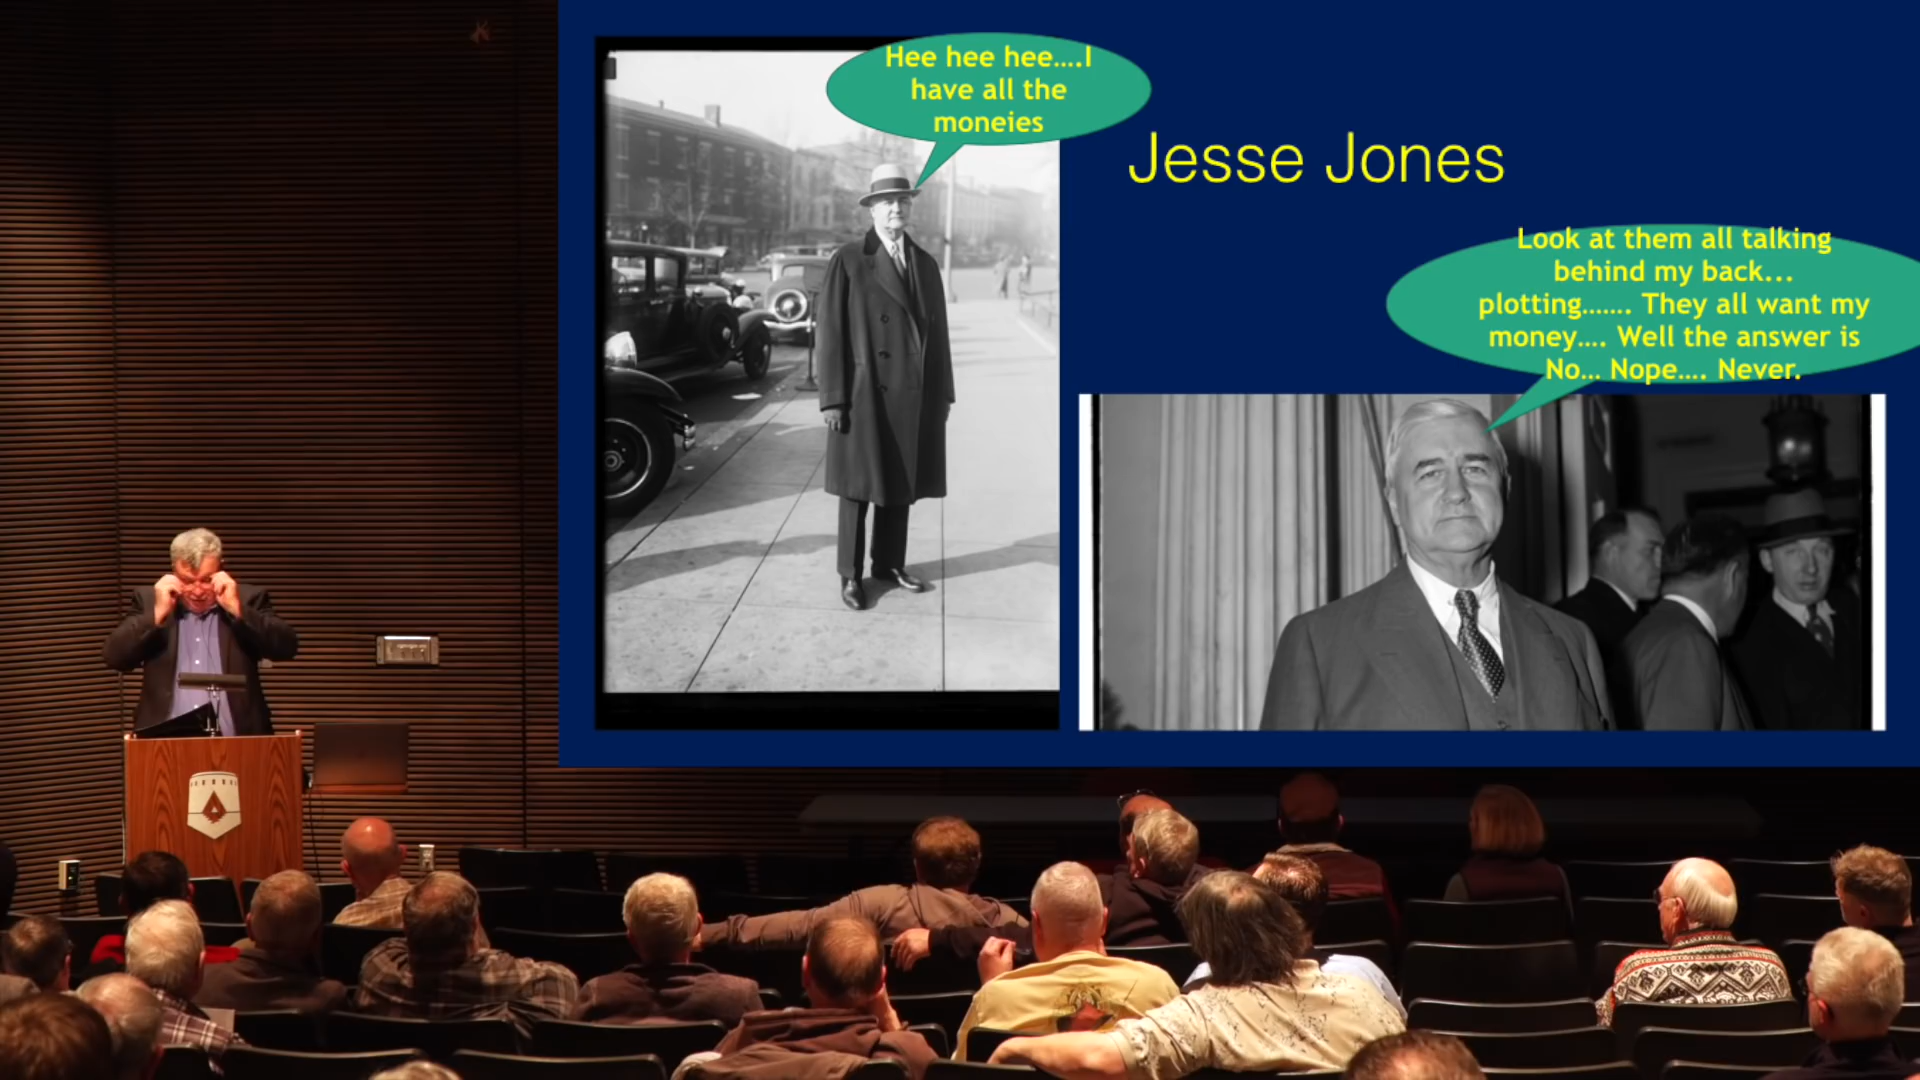 Hee hee hee....I
have all the
moneies
Jesse Jones
Look at them all talking
behind my back...
plotting....... They all want my
money.... Well the answer is
No... Nope.... Never.